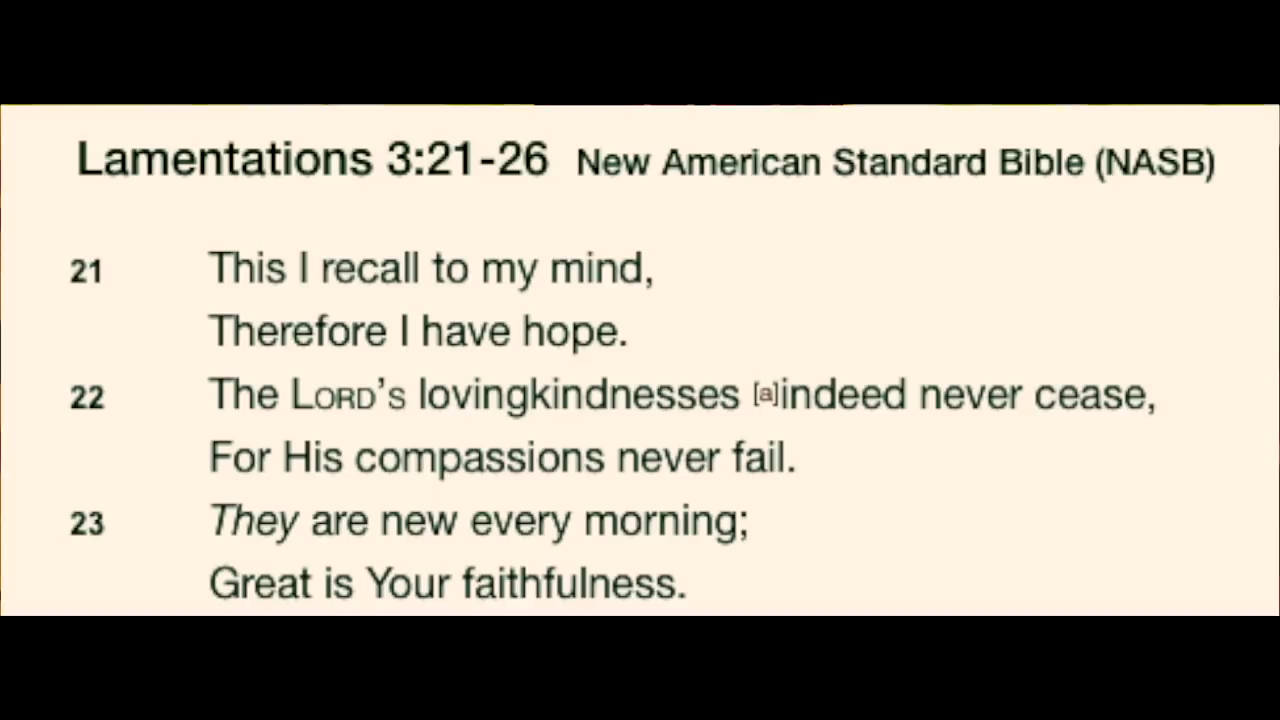 Lamentations 3:21-26 New American Standard Bible (NASB)
21 This I recall to my mind,
Therefore I have hope.
22 The LORD’S lovingkindnesses [a]indeed never cease,
For His compassions never fail.
23 They are new every morning;
Great is Your faithfulness.